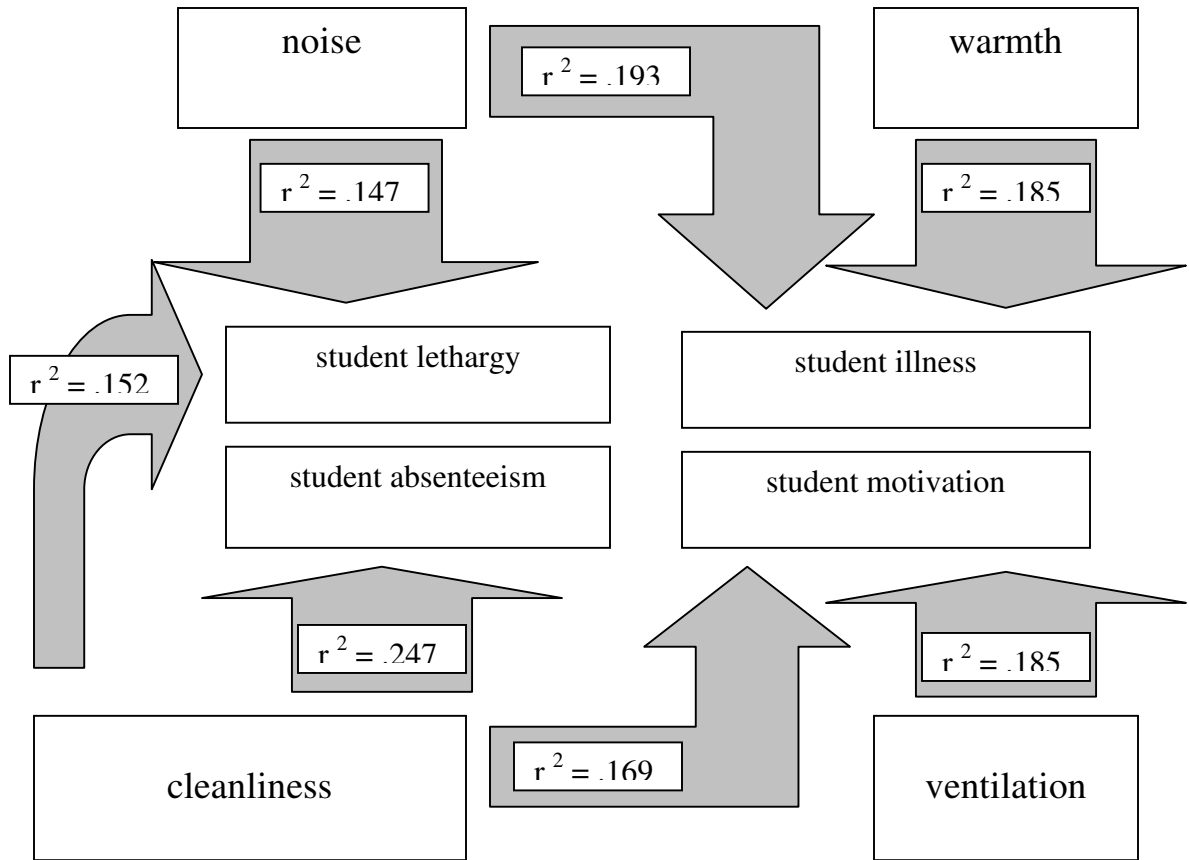 noise
warmth
r 2 = .193
r 2 = .147
r 2 = .185
student lethargy
student illness
r 2 = .152
student absenteeism
student motivation
r 2 = .247
r 2 = .185
r 2 = .169
cleanliness
ventilation